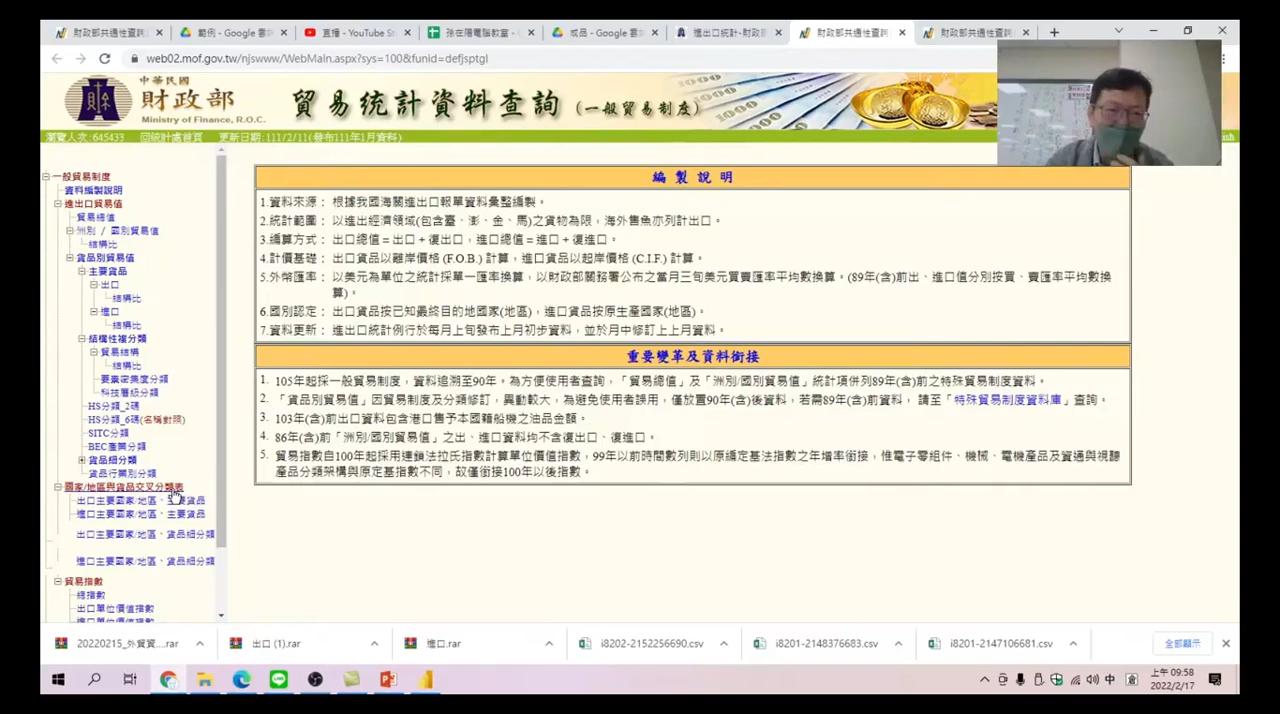 財政部共通性查詢
範例 - Google 雲
直播 - YouTube St
孫在陽電腦教室 -
成品 - Google 雲
進出口統計-財政
財政部共通性查詢
財政部共通性查詢
web02.mof.gov.tw/njswww/WebMain.aspx?sys=100&funid=defjsptgl
中華民國
財政部
Ministry of Finance, R.O.C.
貿易統計資料查詢 (一般貿易制度)
瀏覽人次:645433 回統計處首頁 更新日期:111/2/11(發布111年1月資料)
一般貿易制度
資料編製說明
進出口貿易值
貿易總值
洲別 / 國別貿易值
結構比
貨品別貿易值
主要貨品
出口
結構比
進口
結構比
結構性複分類
貿易結構
結構比
要素密集度分類
科技層級分類
HS分類_2碼
HS分類_6碼(名稱對照)
SITC分類
BEC產業分類
貨品細分類
貨品行業別分類
國家/地區與貨品交叉分類表
出口主要國家/地區、主要貨品
進口主要國家/地區、主要貨品
出口主要國家/地區、貨品細分類
進口主要國家/地區、貨品細分類
貿易指數
總指數
出口單位價值指數
進口單位價值指數
編 製 說 明
1.資料來源： 根據我國海關進出口報單資料彙整編製。
2.統計範圍： 以進出經濟領域(包含臺、澎、金、馬)之貨物為限，海外售魚亦列計出口。
3.編算方式： 出口總值＝出口＋復出口，進口總值＝進口＋復進口。
4.計價基礎： 出口貨品以離岸價格 (F.O.B.) 計算，進口貨品以起岸價格 (C.I.F.) 計算。
5.外幣匯率： 以美元為單位之統計採單一匯率換算，以財政部關務署公布之當月三旬美元買賣匯率平均數換算。(89年(含)前出、進口值分別按買、賣匯率平均數換
算)。
6.國別認定： 出口貨品按已知最終目的地國家(地區)，進口貨品按原生產國家(地區)。
7.資料更新： 進出口統計例行於每月上旬發布上月初步資料，並於月中修訂上上月資料。
重要變革及資料銜接
1. 105年起採一般貿易制度，資料追溯至90年。為方便使用者查詢，「貿易總值」及「洲別/國別貿易值」統計項併列89年(含)前之特殊貿易制度資料。
2. 「貨品別貿易值」因貿易制度及分類修訂，異動較大，為避免使用者誤用，僅放置90年(含)後資料，若需89年(含)前資料，請至「特殊貿易制度資料庫」查詢。
3. 103年(含)前出口資料包含港口售予本國籍船機之油品金額。
4. 86年(含)前「洲別/國別貿易值」之出、進口資料均不含復出口、復進口。
5. 貿易指數自100年起採用連鎖法拉氏指數計算單位價值指數，99年以前時間數列則以原編定基法指數之年增率銜接，惟電子零組件、機械、電機產品及資通與視聽
產品分類架構與原定基指數不同，故僅銜接100年以後指數。
20220215_外貿資....rar
出口 (1).rar
進口.rar
i8202-2152256690.csv
i8201-2148376683.csv
i8201-2147106681.csv
全部顯示
中
上午 09:58
2022/2/17